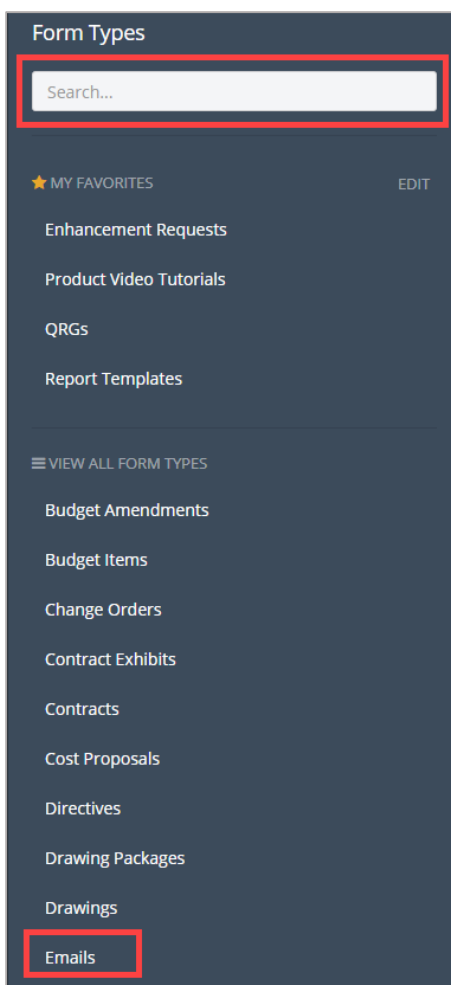 Form Types
Search...
MY FAVORITES EDIT
Enhancement Requests
Product Video Tutorials
QRGs
Report Templates
VIEW ALL FORM TYPES
Budget Amendments
Budget Items
Change Orders
Contract Exhibits
Contracts
Cost Proposals
Directives
Drawing Packages
Drawings
Emails